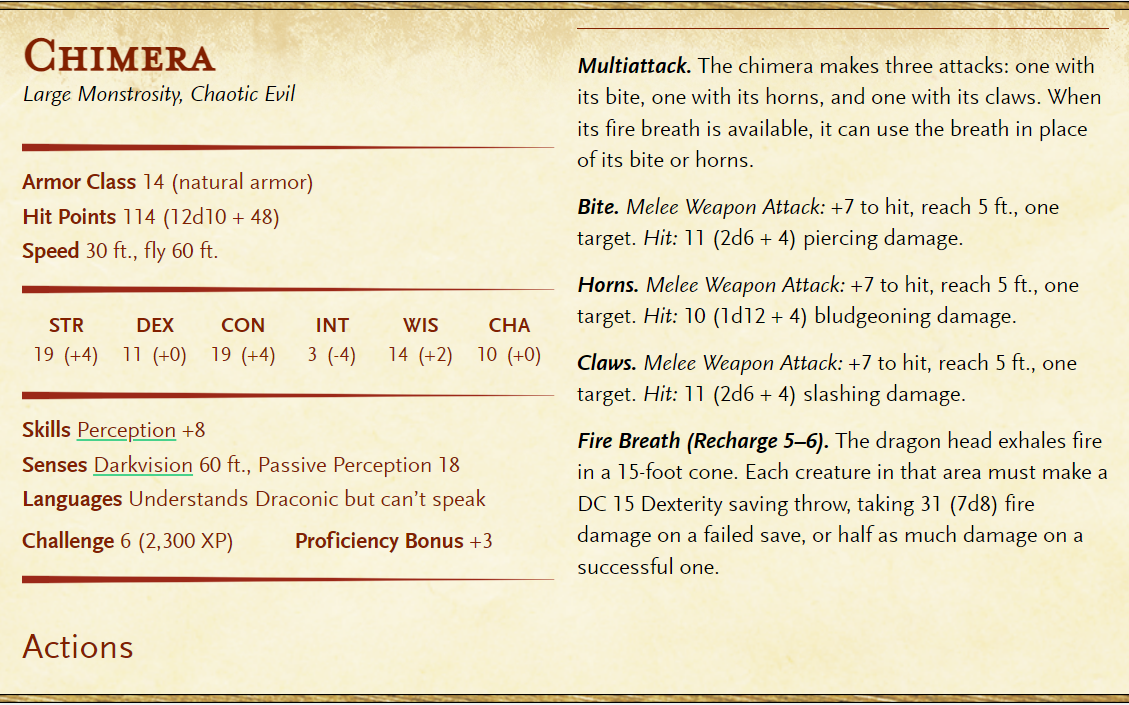 Chimera
Large Monstrosity, Chaotic Evil
Armor Class 14 (natural armor)
Hit Points 114 (12d10 + 48)
Speed 30 ft., fly 60 ft.
STR DEX CON INT WIS CHA
19 (+4) 11 (+0) 19 (+4) 3 (-4) 14 (+2) 10 (+0)
Skills Perception +8
Senses Darkvision 60 ft., Passive Perception 18
Languages Understands Draconic but can’t speak
Challenge 6 (2,300 XP) Proficiency Bonus +3
Actions
Multiattack. The chimera makes three attacks: one with
its bite, one with its horns, and one with its claws. When
its fire breath is available, it can use the breath in place
of its bite or horns.
Bite. Melee Weapon Attack: +7 to hit, reach 5 ft., one
target. Hit: 11 (2d6 + 4) piercing damage.
Horns. Melee Weapon Attack: +7 to hit, reach 5 ft., one
target. Hit: 10 (1d12 + 4) bludgeoning damage.
Claws. Melee Weapon Attack: +7 to hit, reach 5 ft., one
target. Hit: 11 (2d6 + 4) slashing damage.
Fire Breath (Recharge 5–6). The dragon head exhales fire
in a 15-foot cone. Each creature in that area must make a
DC 15 Dexterity saving throw, taking 31 (7d8) fire
damage on a failed save, or half as much damage on a
successful one.